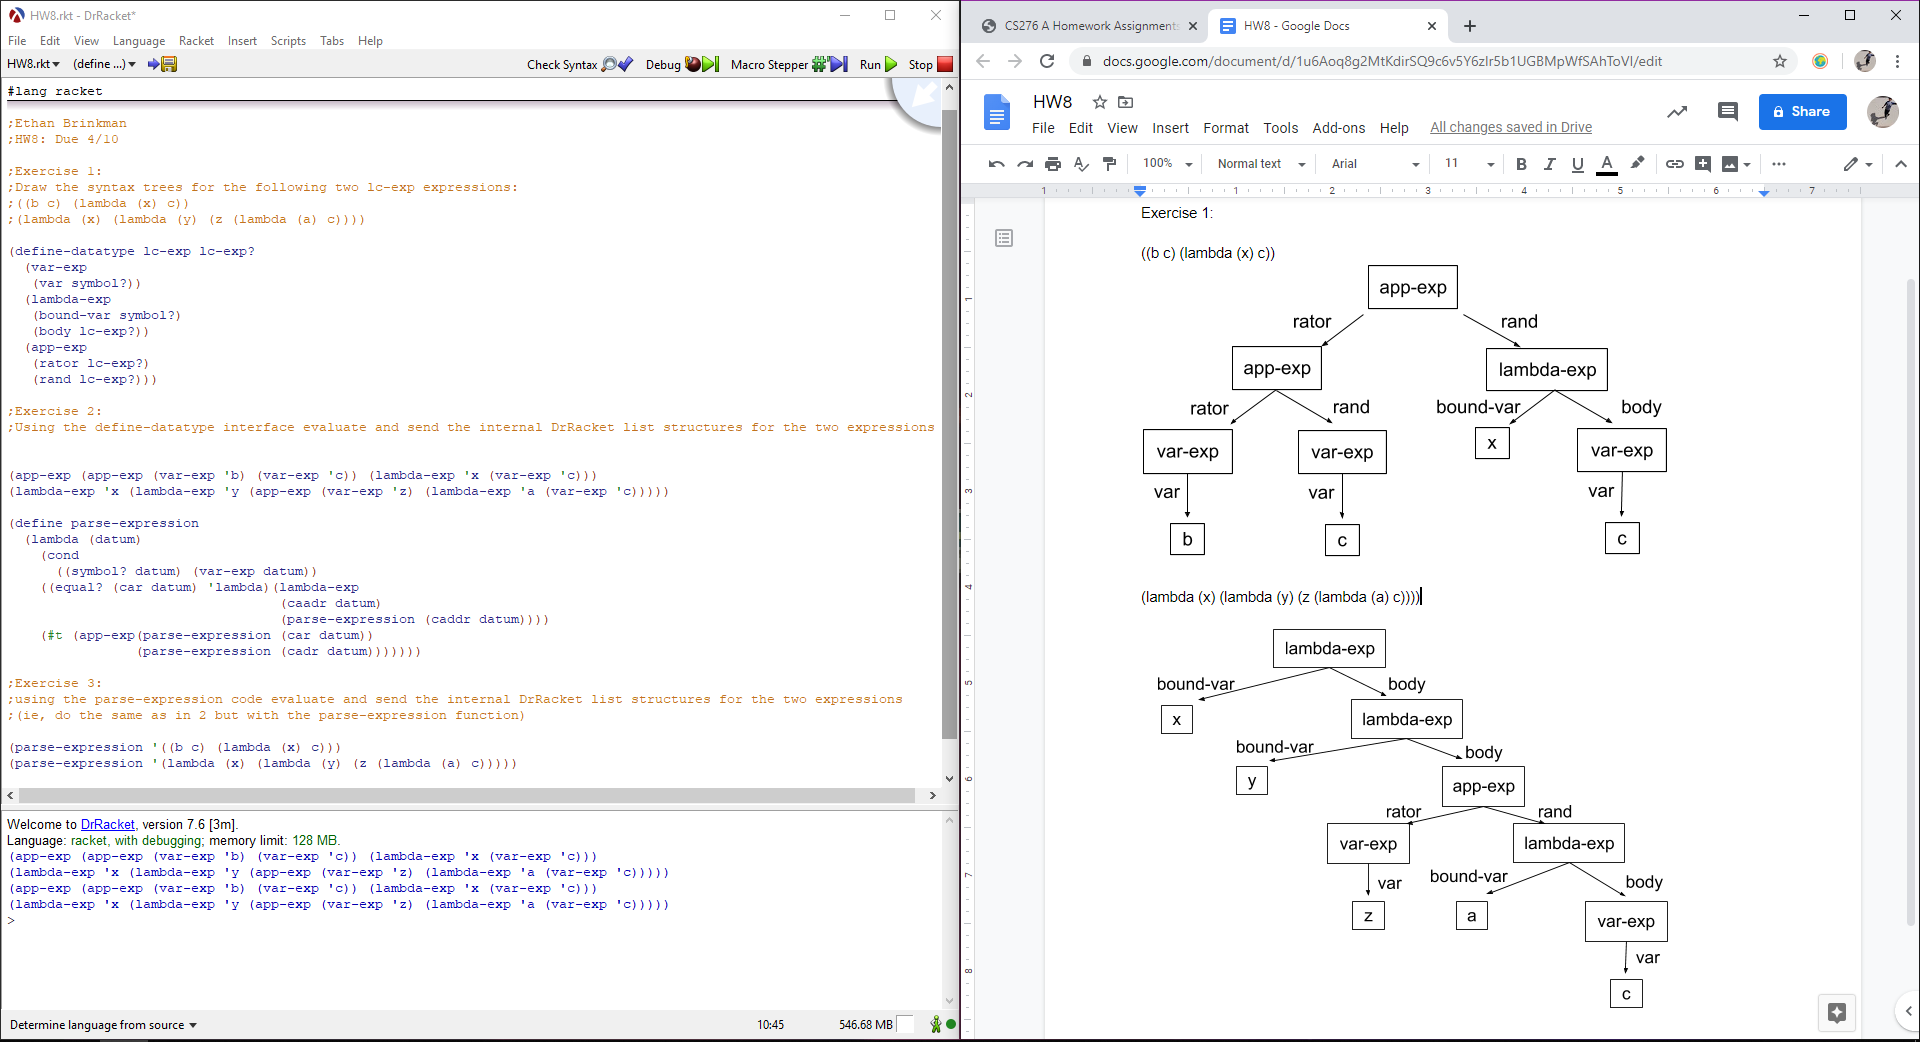 HW8.rkt - DrRacket*
File Edit View Language Racket Insert Scripts Tabs Help
HW8.rkt (define ...) Check Syntax Debug Macro Stepper Run Stop
#lang racket
;Ethan Brinkman
;HW8: Due 4/10
;Exercise 1:
;Draw the syntax trees for the following two lc-exp expressions:
;((b c) (lambda (x) c))
;(lambda (x) (lambda (y) (z (lambda (a) c))))
(define-datatype lc-exp lc-exp?
(var-exp
(var symbol?))
(lambda-exp
(bound-var symbol?)
(body lc-exp?))
(app-exp
(rator lc-exp?)
(rand lc-exp?)))
;Exercise 2:
;Using the define-datatype interface evaluate and send the internal DrRacket list structures for the two expressions
(app-exp (app-exp (var-exp 'b) (var-exp 'c)) (lambda-exp 'x (var-exp 'c)))
(lambda-exp 'x (lambda-exp 'y (app-exp (var-exp 'z) (lambda-exp 'a (var-exp 'c)))))
(define parse-expression
(lambda (datum)
(cond
((symbol? datum) (var-exp datum))
((equal? (car datum) 'lambda)(lambda-exp
(caadr datum)
(parse-expression (caddr datum))))
(#t (app-exp(parse-expression (car datum))
(parse-expression (cadr datum)))))))
;Exercise 3:
;using the parse-expression code evaluate and send the internal DrRacket list structures for the two expressions
;(ie, do the same as in 2 but with the parse-expression function)
(parse-expression '((b c) (lambda (x) c)))
(parse-expression '(lambda (x) (lambda (y) (z (lambda (a) c)))))
Welcome to DrRacket, version 7.6 [3m].
Language: racket, with debugging; memory limit: 128 MB.
(app-exp (app-exp (var-exp 'b) (var-exp 'c)) (lambda-exp 'x (var-exp 'c)))
(lambda-exp 'x (lambda-exp 'y (app-exp (var-exp 'z) (lambda-exp 'a (var-exp 'c)))))
(app-exp (app-exp (var-exp 'b) (var-exp 'c)) (lambda-exp 'x (var-exp 'c)))
(lambda-exp 'x (lambda-exp 'y (app-exp (var-exp 'z) (lambda-exp 'a (var-exp 'c)))))
>
Determine language from source 10:45 546.68 MB
CS276 A Homework Assignment HW8 - Google Docs
docs.google.com/document/d/1u6Aoq8g2MtKdirSQ9c6v5Y6zIr5b1UGBMpWfSAhToVI/edit
HW8
File Edit View Insert Format Tools Add-ons Help All changes saved in Drive
Share
100% Normal text Arial 11 B I U A
1 1 2 3 4 5 6 7
1
2
3
4
5
6
7
8
Exercise 1:
((b c) (lambda (x) c))
app-exp
rator rand
app-exp lambda-exp
rator rand bound-var body
var-exp var-exp x var-exp
var var var
b c c
(lambda (x) (lambda (y) (z (lambda (a) c))))
lambda-exp
bound-var body
x lambda-exp
bound-var body
y app-exp
rator rand
var-exp lambda-exp
var bound-var body
z a var-exp
var
c